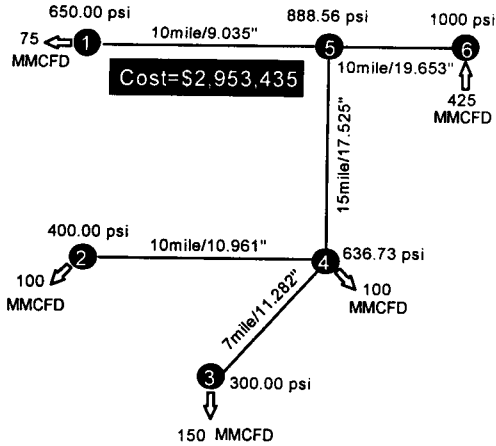 650.00 psi
888.56 psi
1000 psi
75
MMCFD
1
10mile/9.035"
5
6
10mile/19.653"
Cost=$2,953,435
425
MMCFD
15mile/17.525"
400.00 psi
2
10mile/10.961"
4
636.73 psi
100
MMCFD
100
MMCFD
7mile/11.282"
3
300.00 psi
150 MMCFD